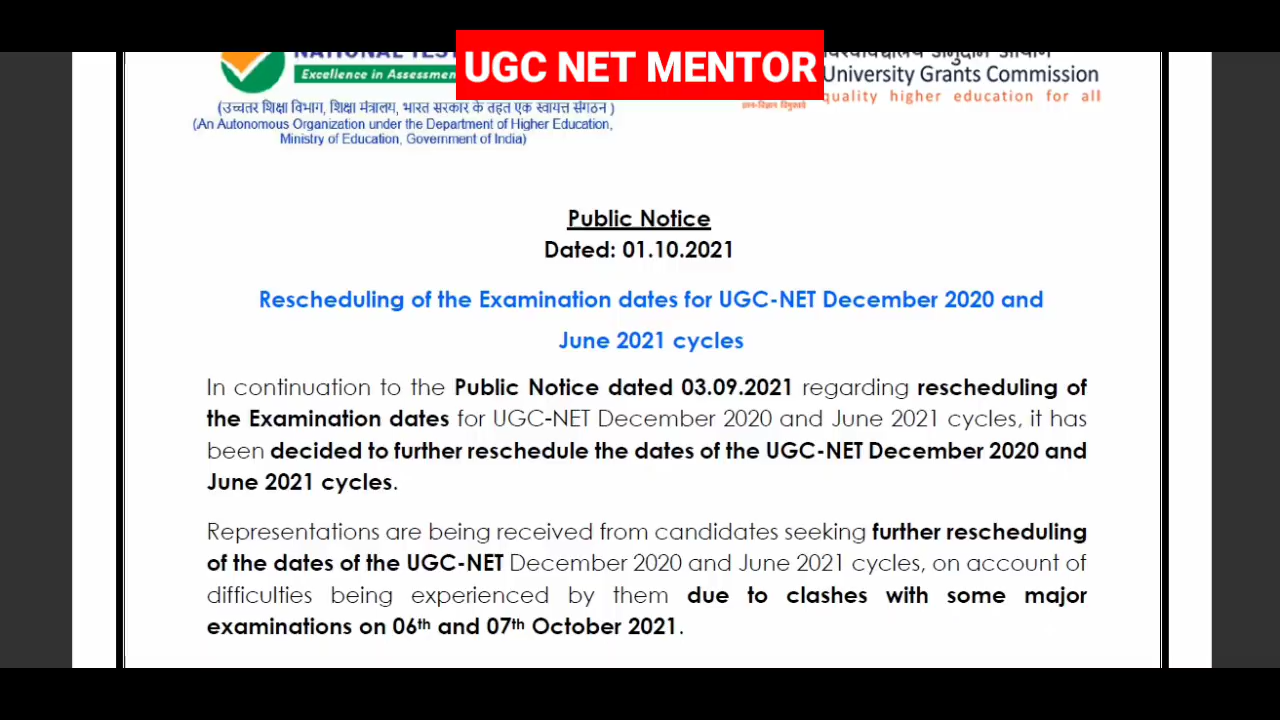 UGC NET MENTOR
Excellence in Assessment
University Grants Commission
quality higher education for all
(उच्चतर शिक्षा विभाग, शिक्षा मंत्रालय, भारत सरकार के तहत एक स्वायत्त संगठन )
(An Autonomous Organization under the Department of Higher Education,
Ministry of Education, Government of India)
Public Notice
Dated: 01.10.2021
Rescheduling of the Examination dates for UGC-NET December 2020 and
June 2021 cycles
In continuation to the Public Notice dated 03.09.2021 regarding rescheduling of
the Examination dates for UGC-NET December 2020 and June 2021 cycles, it has
been decided to further reschedule the dates of the UGC-NET December 2020 and
June 2021 cycles.
Representations are being received from candidates seeking further rescheduling
of the dates of the UGC-NET December 2020 and June 2021 cycles, on account of
difficulties being experienced by them due to clashes with some major
examinations on 06th and 07th October 2021.